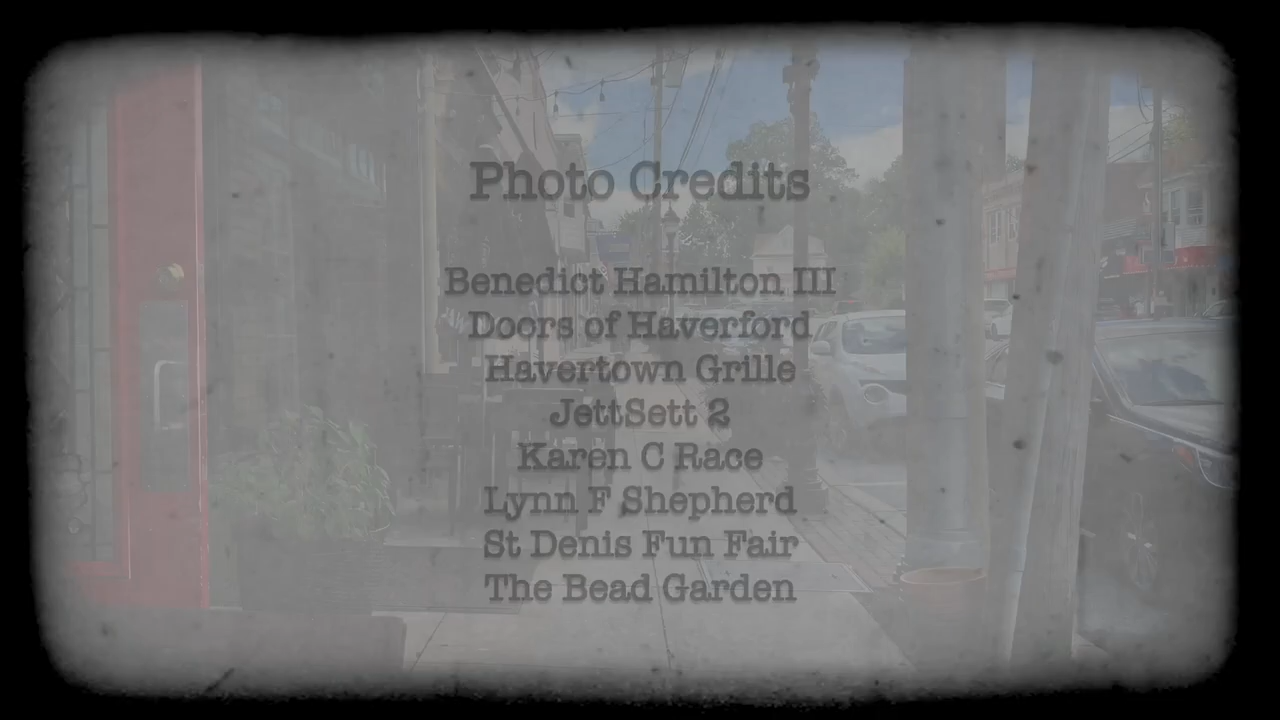 Photo Credits
Benedict Hamilton III
Doors of Haverford
Havertown Grille
JettSett 2
Karen C Race
Lynn F Shepherd
St Denis Fun Fair
The Bead Garden